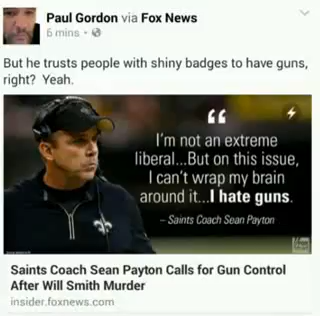 Paul Gordon via Fox News
6 mins •
But he trusts people with shiny badges to have guns,
right? Yeah.
“
I'm not an extreme
liberal...But on this issue,
I can't wrap my brain
around it...I hate guns.
– Saints Coach Sean Payton
Saints Coach Sean Payton Calls for Gun Control
After Will Smith Murder
insider.foxnews.com